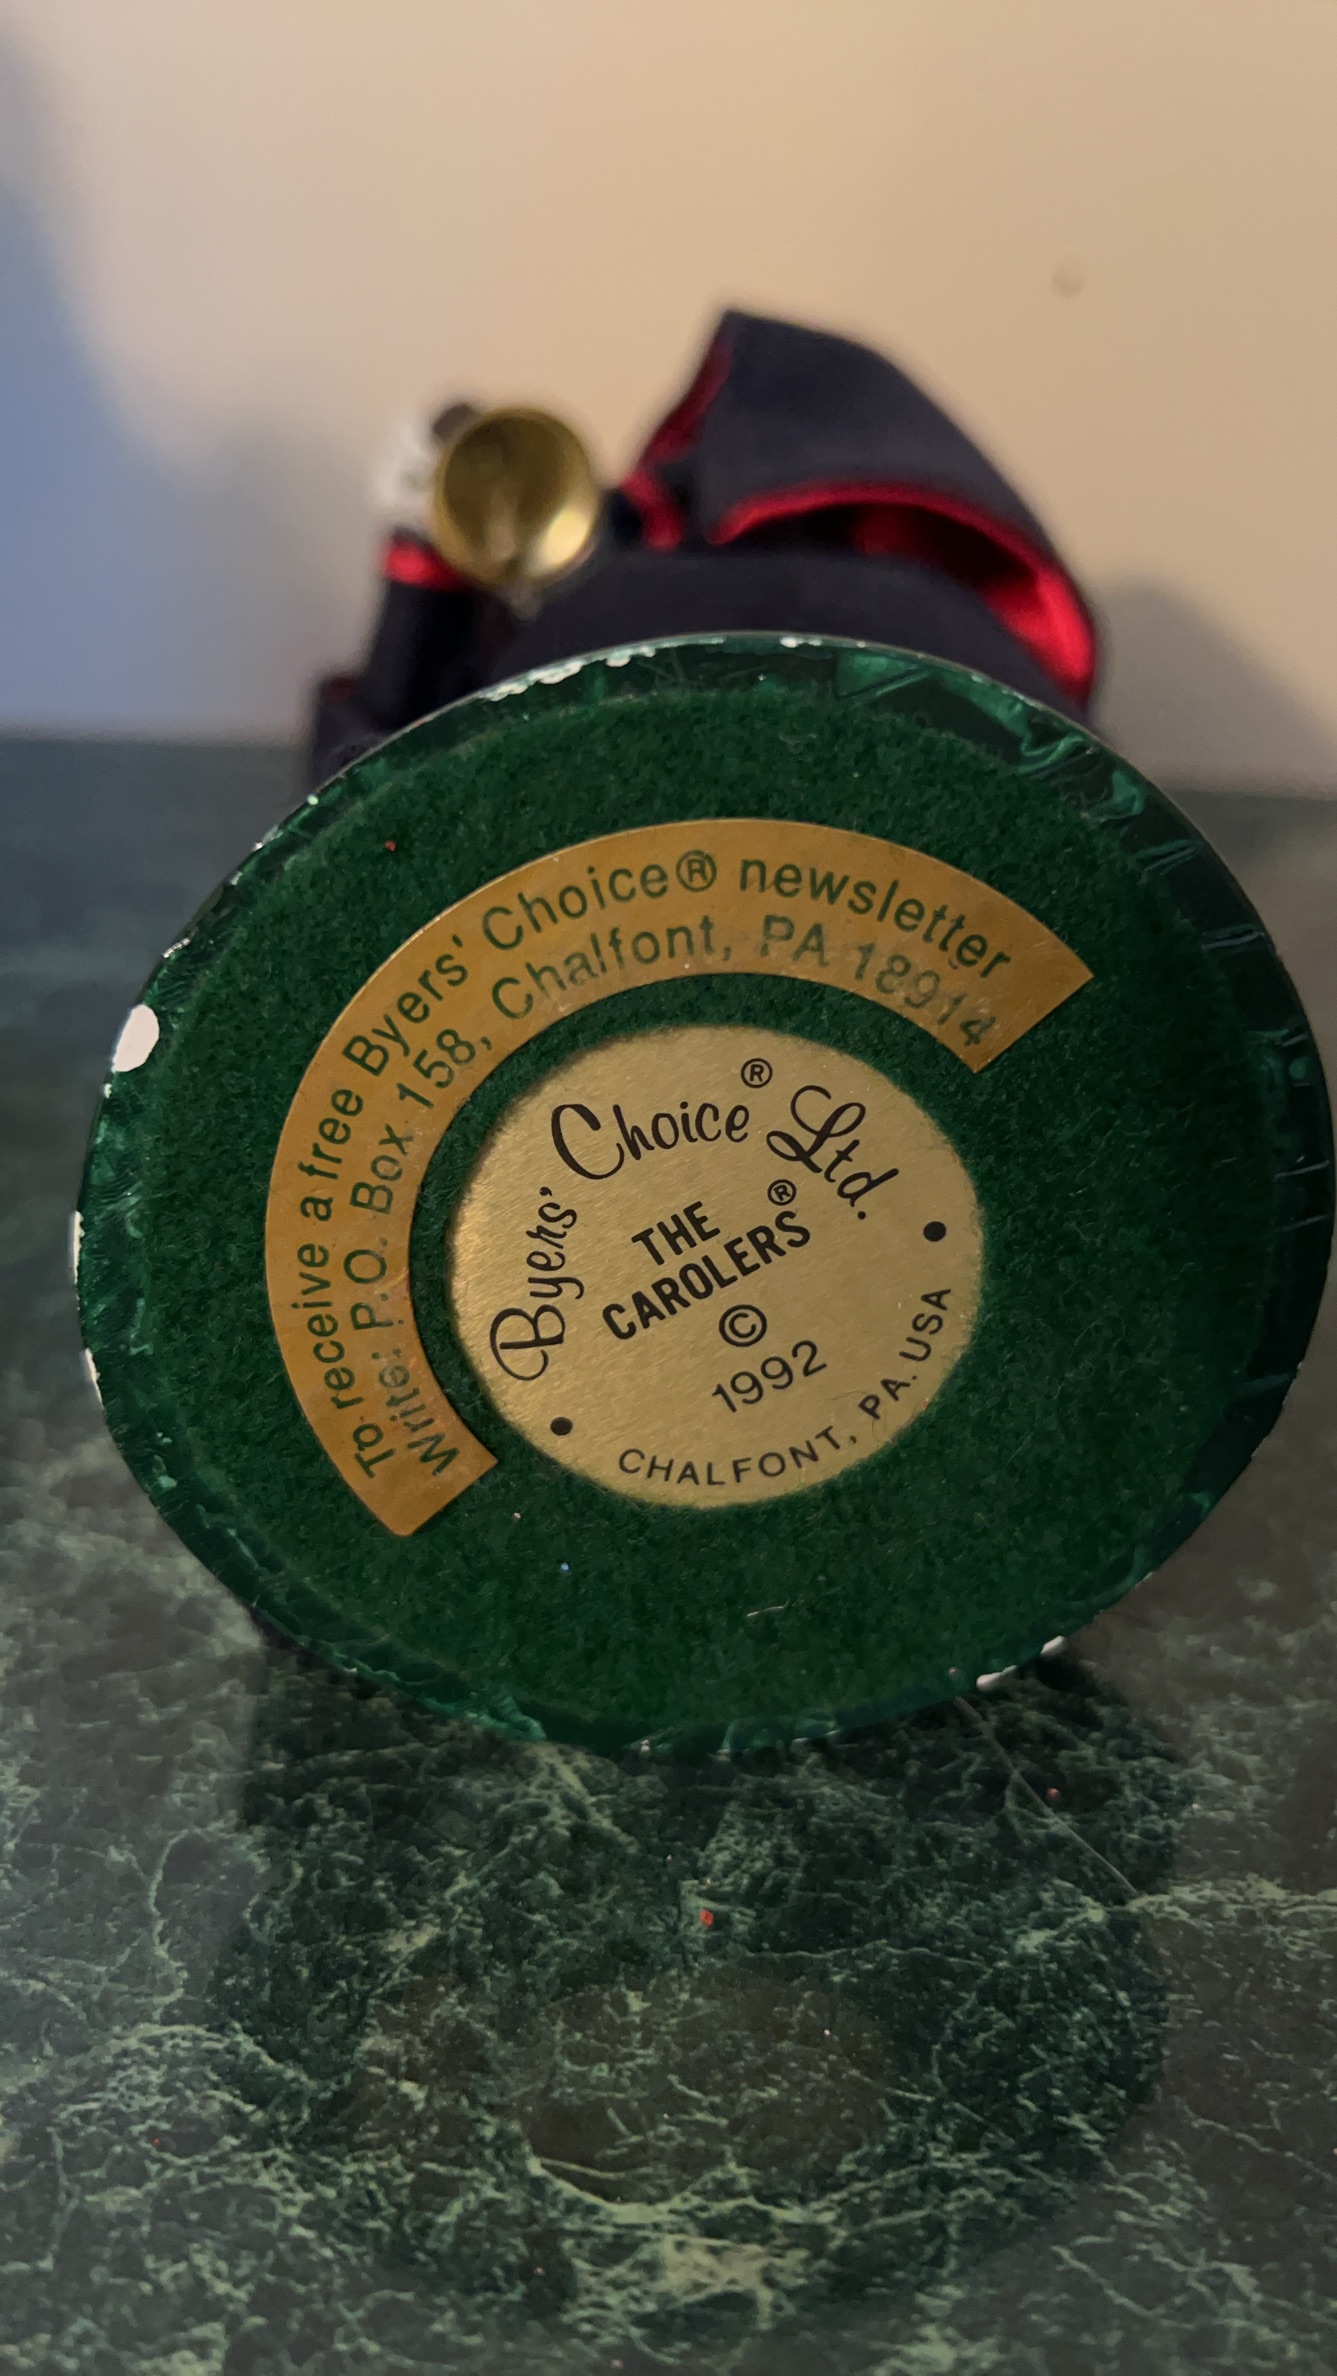 To receive a free Byers' Choice® newsletter
Write: P.O. Box 158, Chalfont, PA 18914
Byers' Choice® Ltd.
THE
CAROLERS®
©
1992
CHALFONT, PA. USA